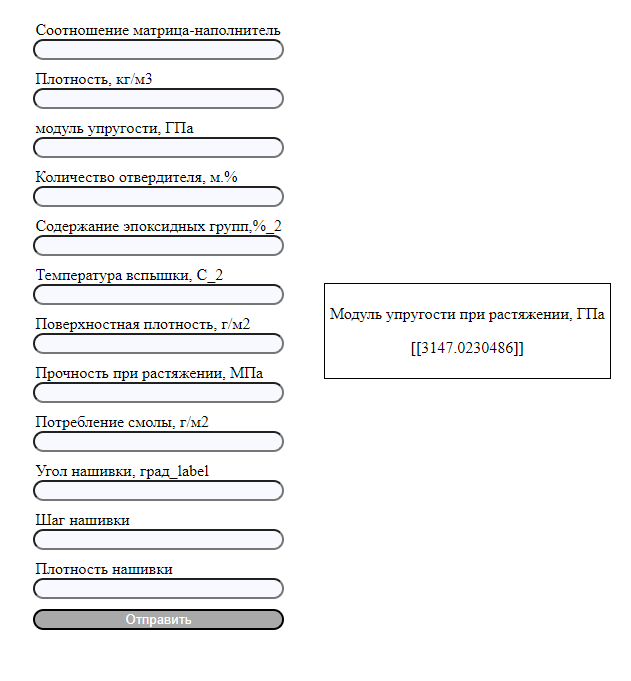 Соотношение матрица-наполнитель
Плотность, кг/м3
модуль упругости, ГПа
Количество отвердителя, м.%
Содержание эпоксидных групп,%_2
Температура вспышки, С_2
Поверхностная плотность, г/м2
Прочность при растяжении, МПа
Потребление смолы, г/м2
Угол нашивки, град_label
Шаг нашивки
Плотность нашивки
Отправить
Модуль упругости при растяжении, ГПа
[[3147.0230486]]